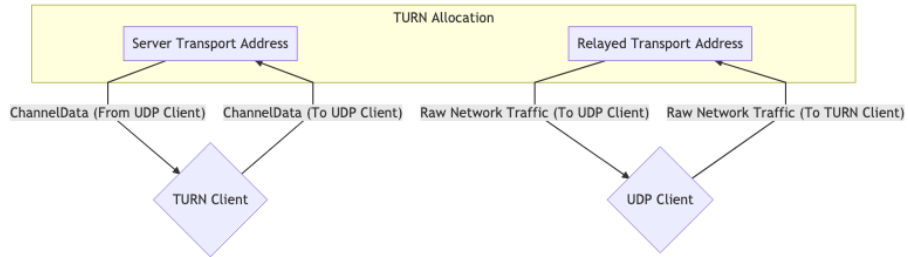 TURN Allocation
Server Transport Address
Relayed Transport Address
ChannelData (From UDP Client)
ChannelData (To UDP Client)
Raw Network Traffic (To UDP Client)
Raw Network Traffic (To TURN Client)
TURN Client
UDP Client